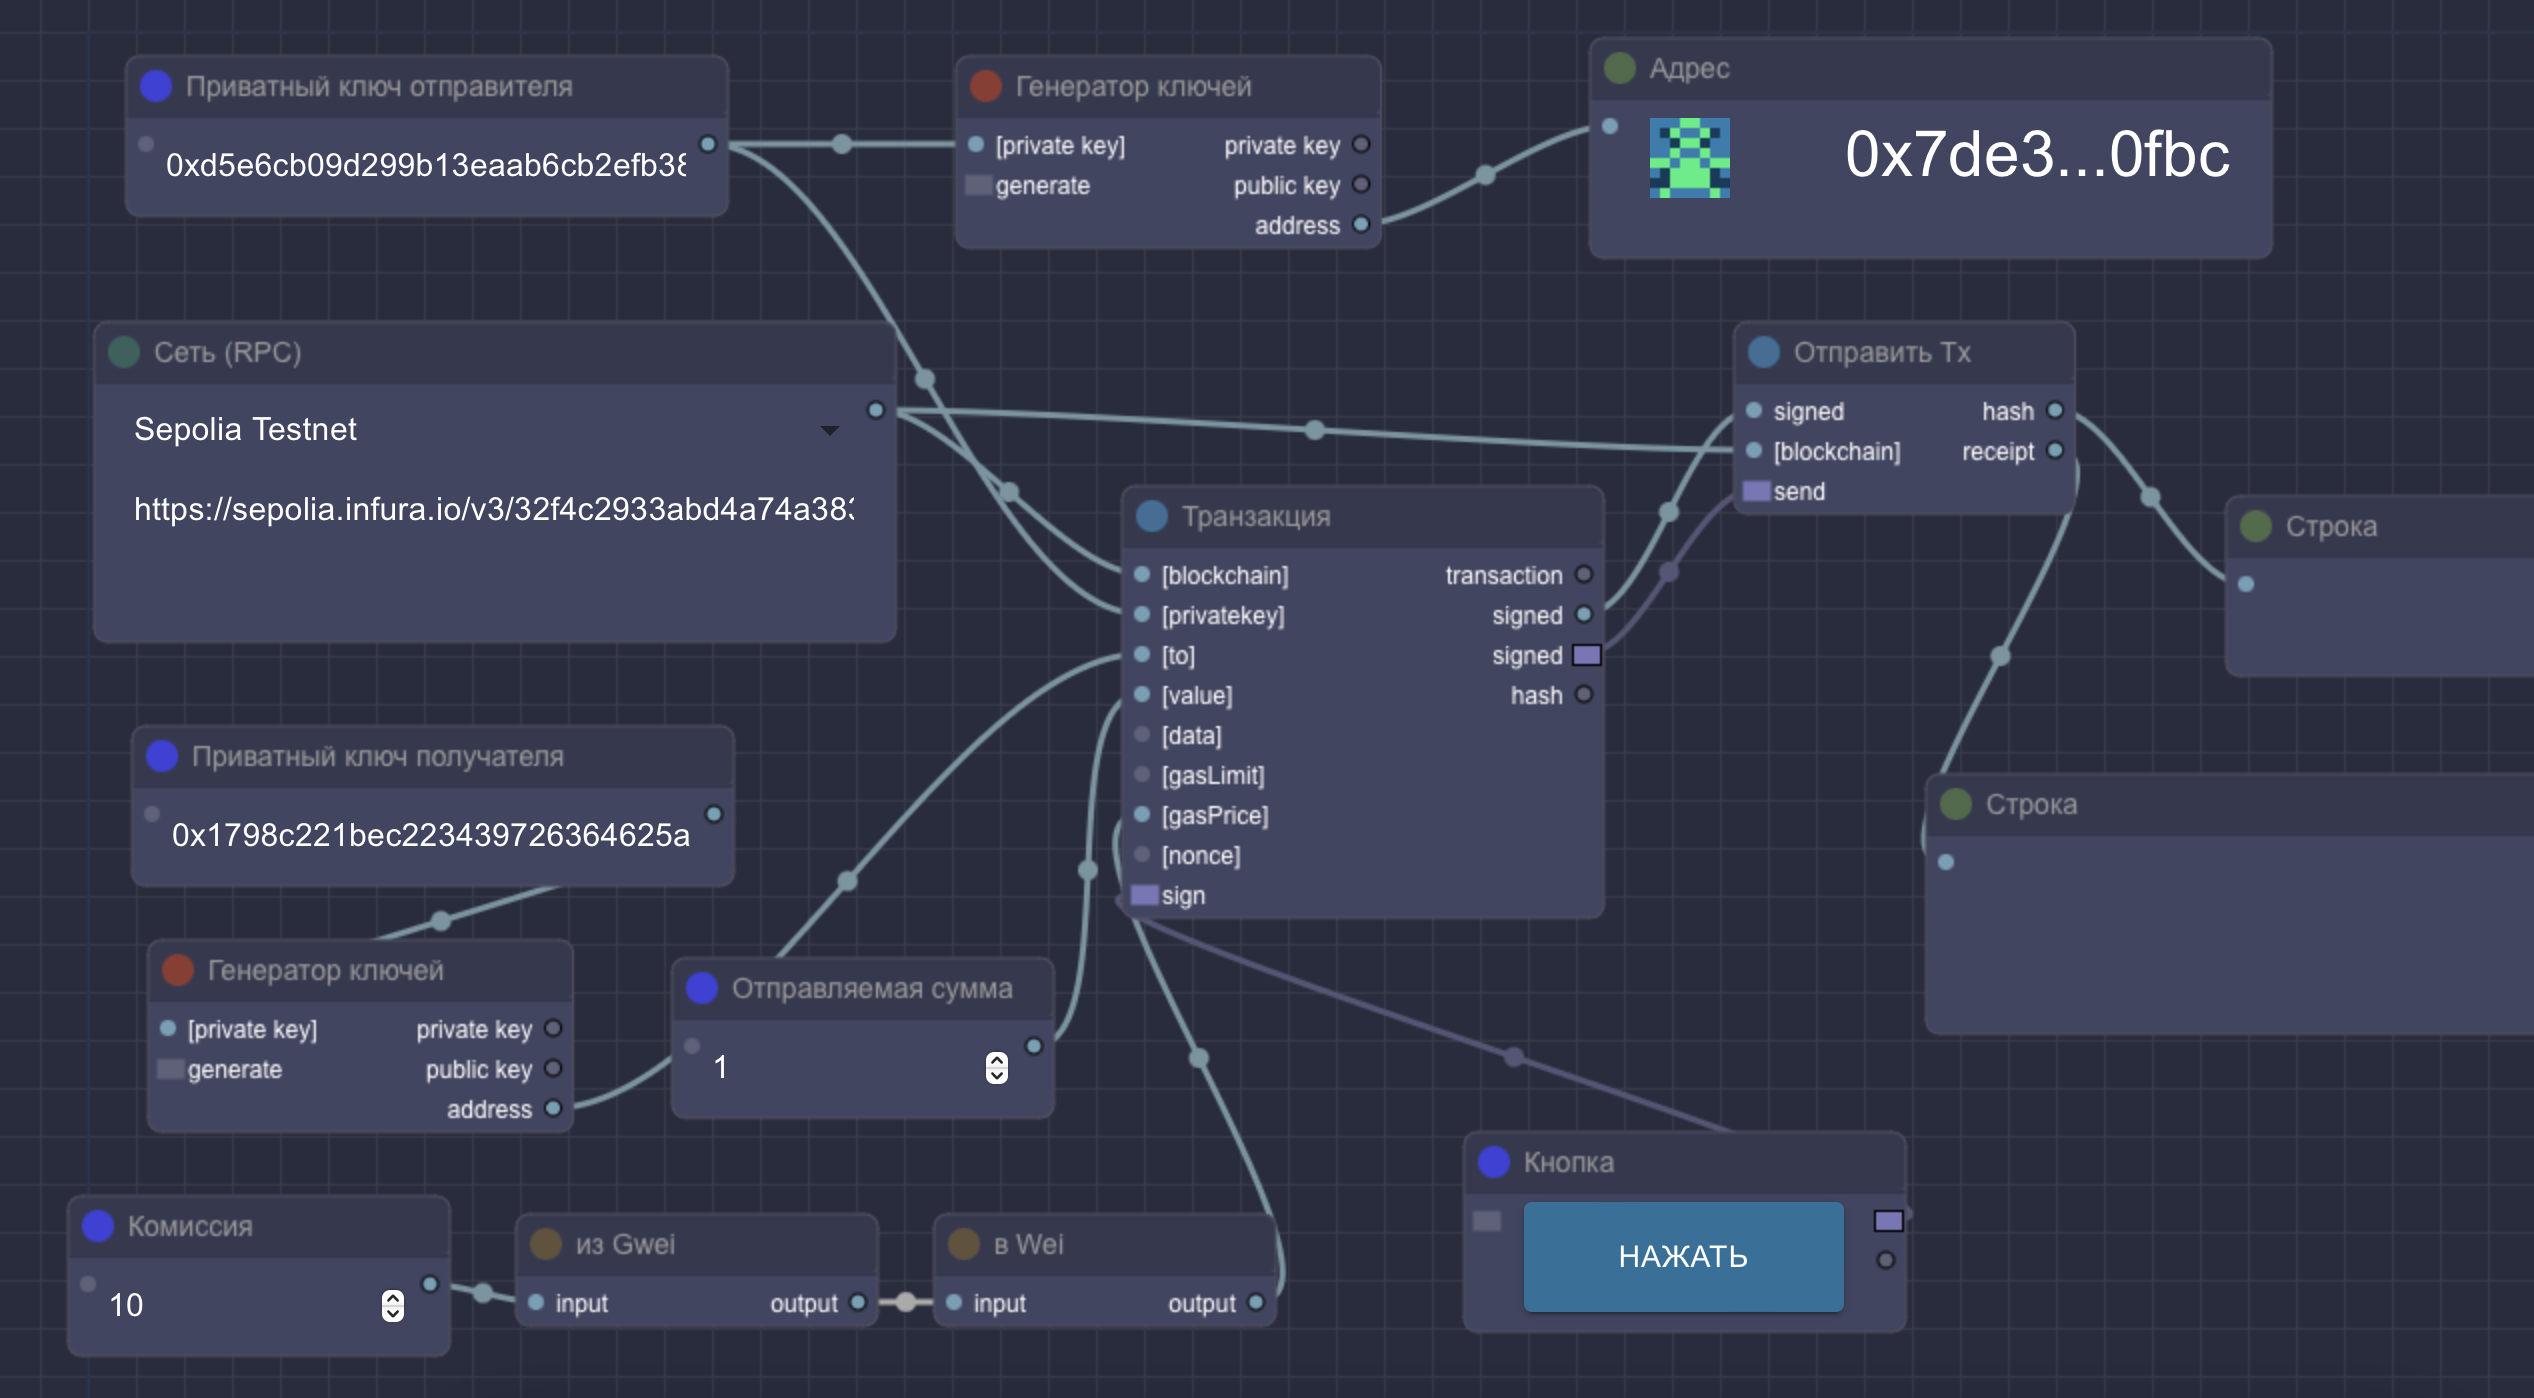 Приватный ключ отправителя
0xd5e6cb09d299b13eaab6cb2efb38
Генератор ключей
[private key]
private key
generate
public key
address
Адрес
0x7de3...0fbc
Сеть (RPC)
Sepolia Testnet
https://sepolia.infura.io/v3/32f4c2933abd4a74a383
Отправить Tx
signed
hash
[blockchain]
receipt
send
Транзакция
[blockchain]
transaction
[privatekey]
signed
[to]
signed
[value]
hash
[data]
[gasLimit]
[gasPrice]
[nonce]
sign
Строка
Строка
Приватный ключ получателя
0x1798c221bec223439726364625a
Генератор ключей
[private key]
private key
generate
public key
address
Отправляемая сумма
1
Комиссия
10
из Gwei
input
output
в Wei
input
output
Кнопка
НАЖАТЬ